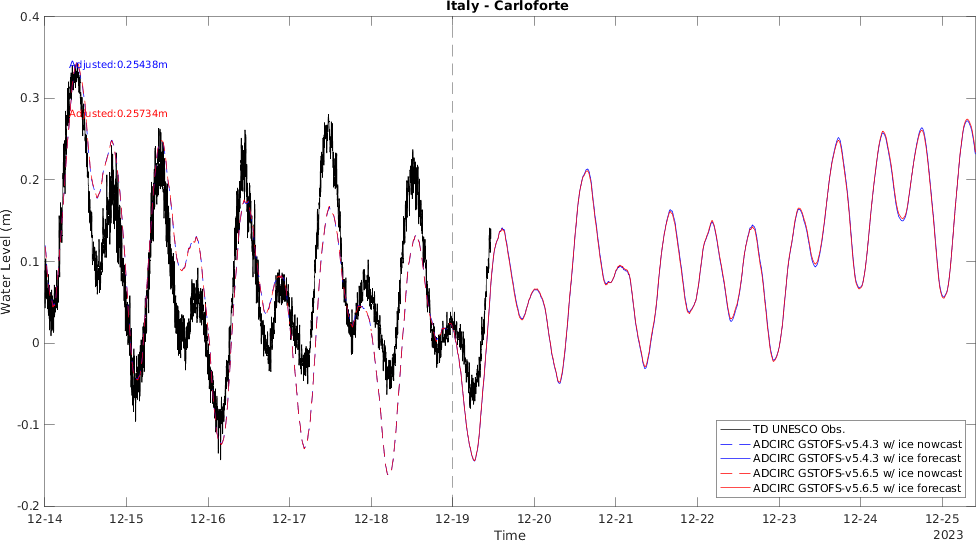 Italy - Carloforte
0.4
0.3
0.2
0.1
0
-0.1
-0.2
Water Level (m)
Adjusted:0.25438m
Adjusted:0.25734m
TD UNESCO Obs.
ADCIRC GSTOFS-v5.4.3 w/ ice nowcast
ADCIRC GSTOFS-v5.4.3 w/ ice forecast
ADCIRC GSTOFS-v5.6.5 w/ ice nowcast
ADCIRC GSTOFS-v5.6.5 w/ ice forecast
12-14 12-15 12-16 12-17 12-18 12-19 12-20 12-21 12-22 12-23 12-24 12-25
Time
2023